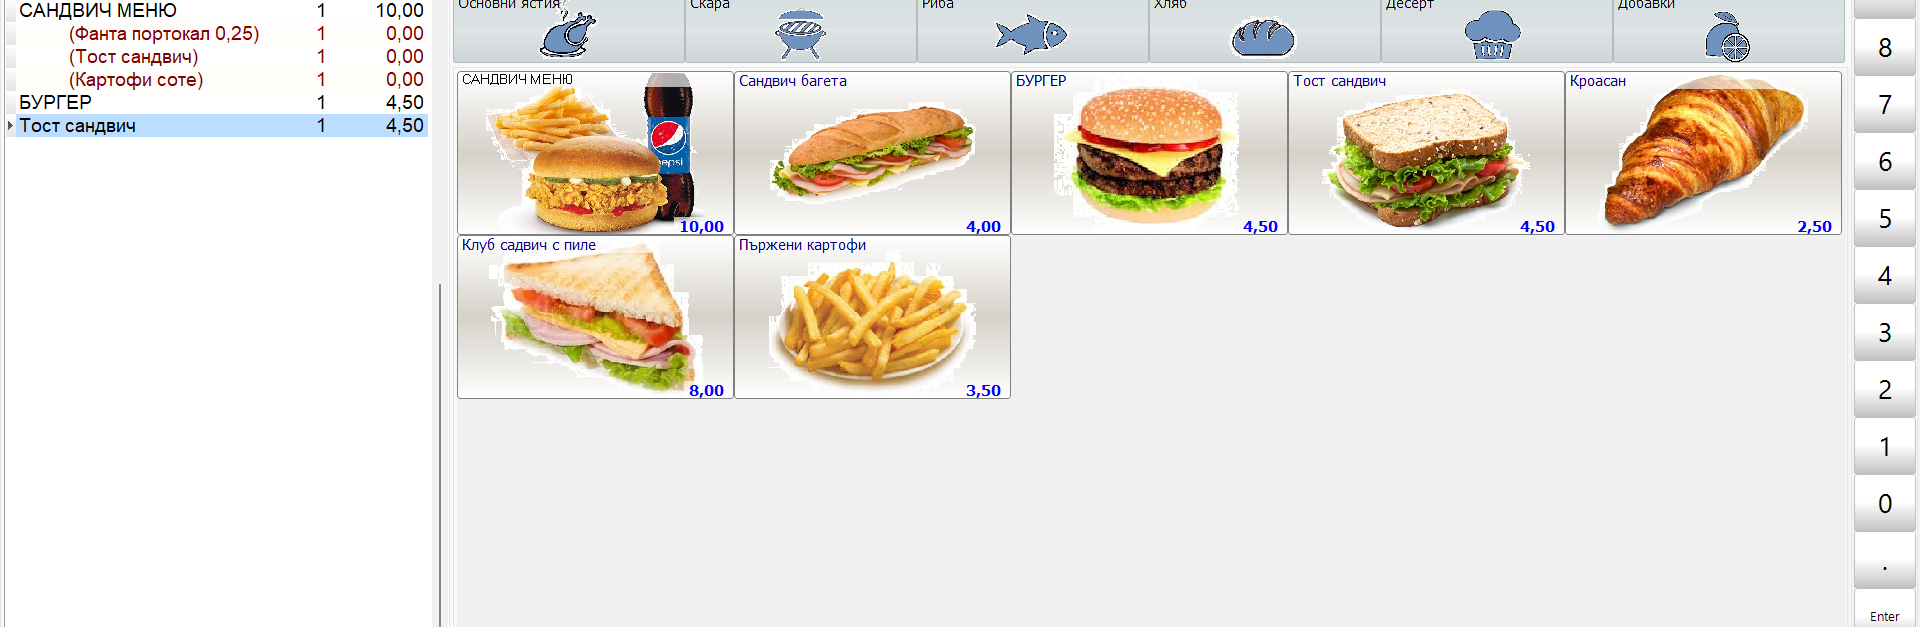 САНДВИЧ МЕНЮ 1 10,00
(Фанта портокал 0,25) 1 0,00
(Тост сандвич) 1 0,00
(Картофи соте) 1 0,00
БУРГЕР 1 4,50
Тост сандвич 1 4,50
Основни ястия Скара Риба Хляб Десерт Добавки
САНДВИЧ МЕНЮ
pepsi
10,00
Сандвич багета
4,00
БУРГЕР
4,50
Тост сандвич
4,50
Кроасан
2,50
Клуб садвич с пиле
8,00
Пържени картофи
3,50
8
7
6
5
4
3
2
1
0
.
Enter